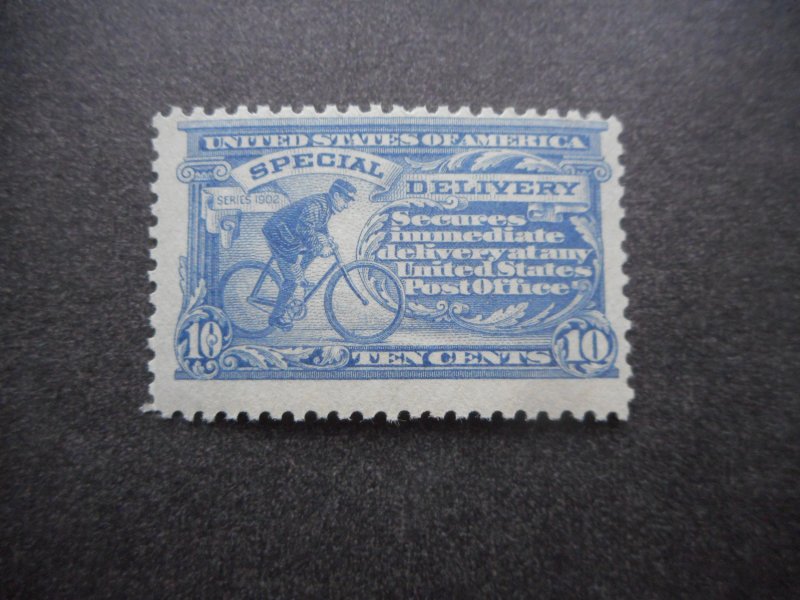 UNITED STATES OF AMERICA
SPECIAL
DELIVERY
SERIES 1902
Secures
immediate
delivery at any
United States
Post Office
10
TEN CENTS
10